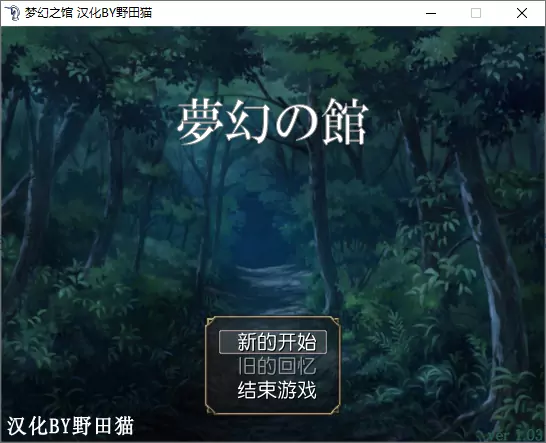 梦幻之馆 汉化BY野田猫
夢幻の館
新的开始
旧的回忆
结束游戏
汉化BY野田猫
ver 1.03